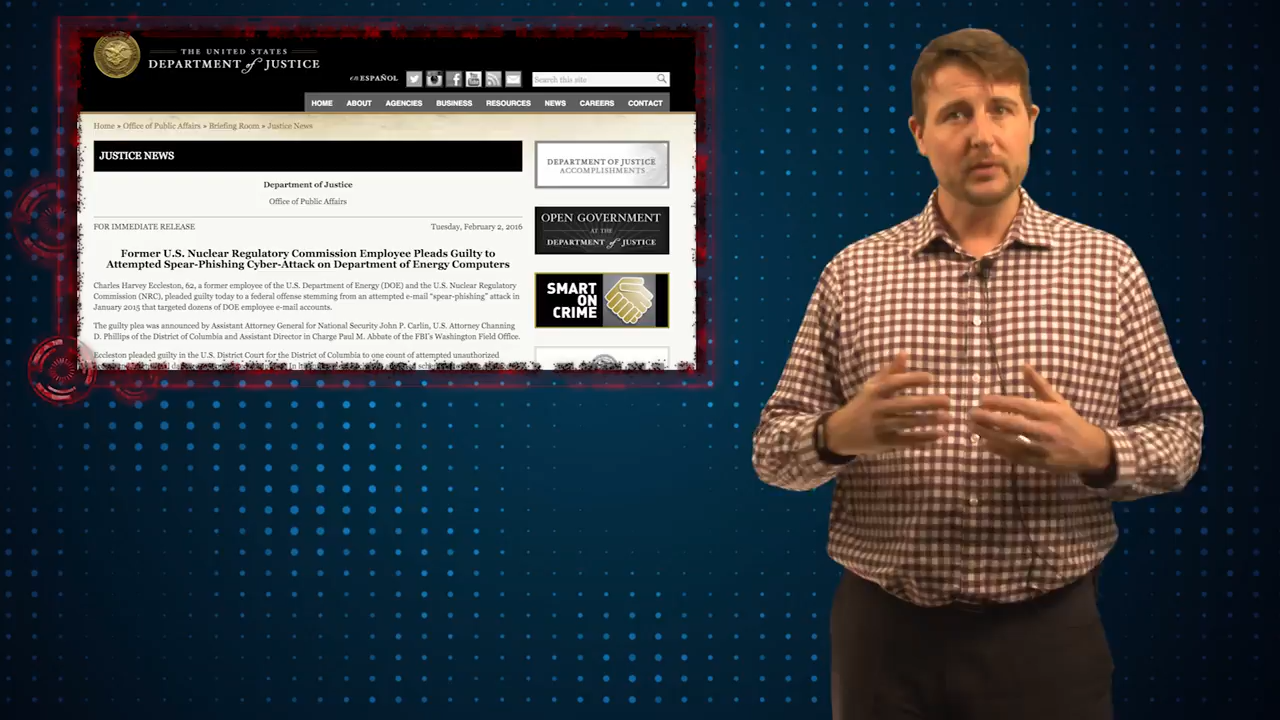 THE UNITED STATES
DEPARTMENT of JUSTICE
en ESPAÑOL
Search this site
HOME ABOUT AGENCIES BUSINESS RESOURCES NEWS CAREERS CONTACT
Home » Office of Public Affairs » Briefing Room » Justice News
JUSTICE NEWS
Department of Justice
Office of Public Affairs
FOR IMMEDIATE RELEASE Tuesday, February 2, 2016
Former U.S. Nuclear Regulatory Commission Employee Pleads Guilty to
Attempted Spear-Phishing Cyber-Attack on Department of Energy Computers
Charles Harvey Eccleston, 62, a former employee of the U.S. Department of Energy (DOE) and the U.S. Nuclear Regulatory
Commission (NRC), pleaded guilty today to a federal offense stemming from an attempted e-mail “spear-phishing” attack in
January 2015 that targeted dozens of DOE employee e-mail accounts.
The guilty plea was announced by Assistant Attorney General for National Security John P. Carlin, U.S. Attorney Channing
D. Phillips of the District of Columbia and Assistant Director in Charge Paul M. Abbate of the FBI’s Washington Field Office.
Eccleston pleaded guilty in the U.S. District Court for the District of Columbia to one count of attempted unauthorized
DEPARTMENT OF JUSTICE
ACCOMPLISHMENTS
OPEN GOVERNMENT
AT THE
DEPARTMENT of JUSTICE
SMART
ON
CRIME